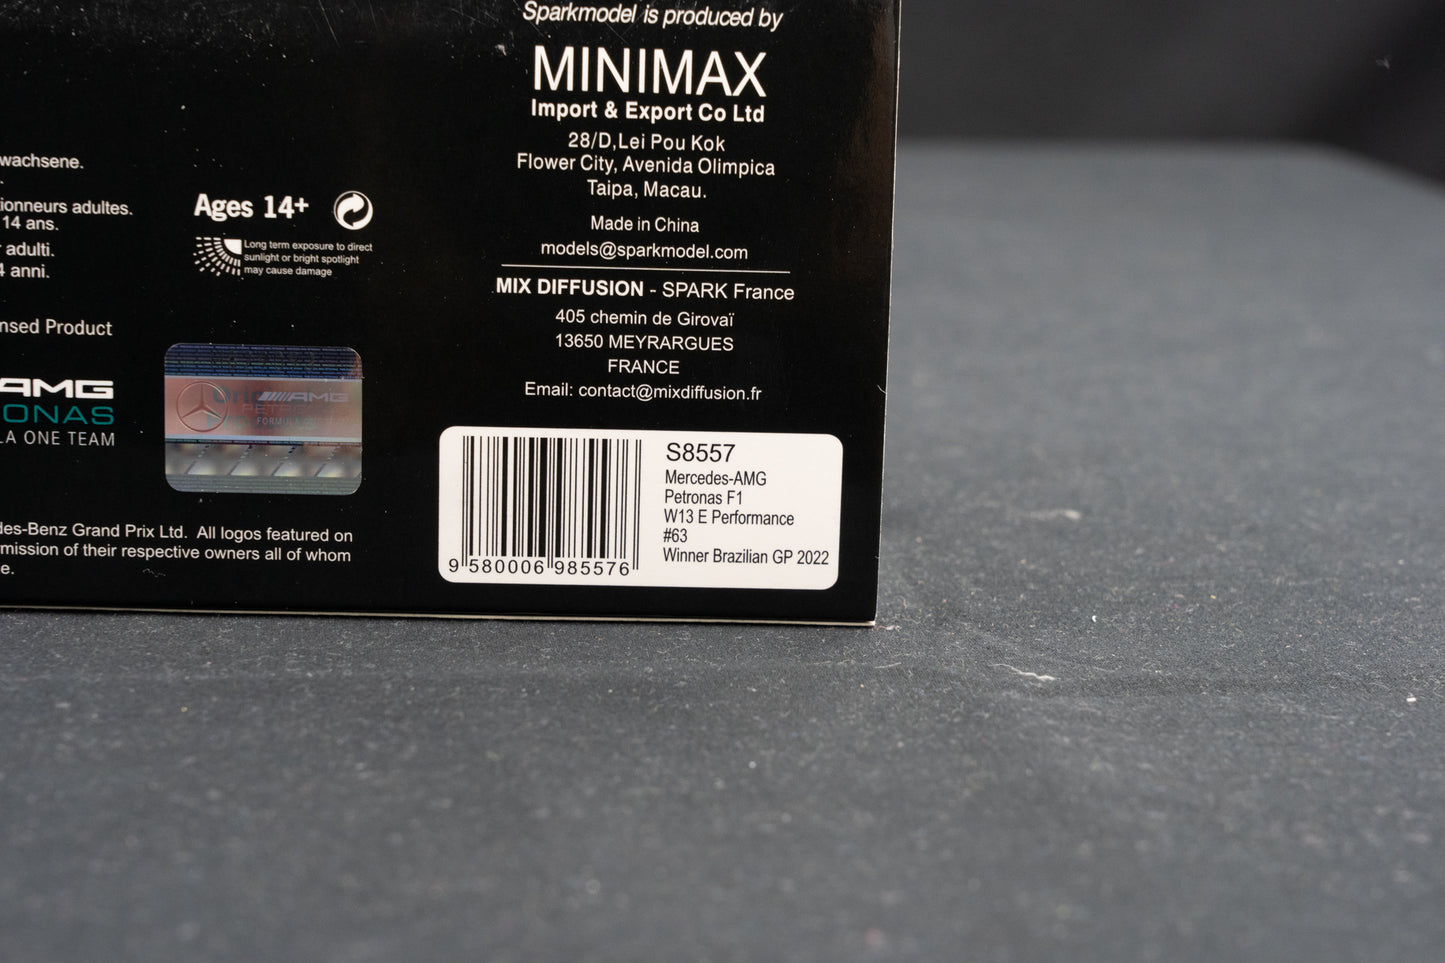 Sparkmodel is produced by
MINIMAX
Import & Export Co Ltd
28/D,Lei Pou Kok
Flower City, Avenida Olimpica
Taipa, Macau.
Made in China
models@sparkmodel.com
MIX DIFFUSION - SPARK France
405 chemin de Girovaï
13650 MEYRARGUES
FRANCE
Email: contact@mixdiffusion.fr
wachsene.
ionneurs adultes.
14 ans.
adulti.
4 anni.
Ages 14+
Long term exposure to direct
sunlight or bright spotlight
may cause damage
nsed Product
AMG
ONAS
LA ONE TEAM
AMG
PETRONAS
FORMULA ONE
des-Benz Grand Prix Ltd. All logos featured on
mission of their respective owners all of whom
e.
9 580006 985576
S8557
Mercedes-AMG
Petronas F1
W13 E Performance
#63
Winner Brazilian GP 2022